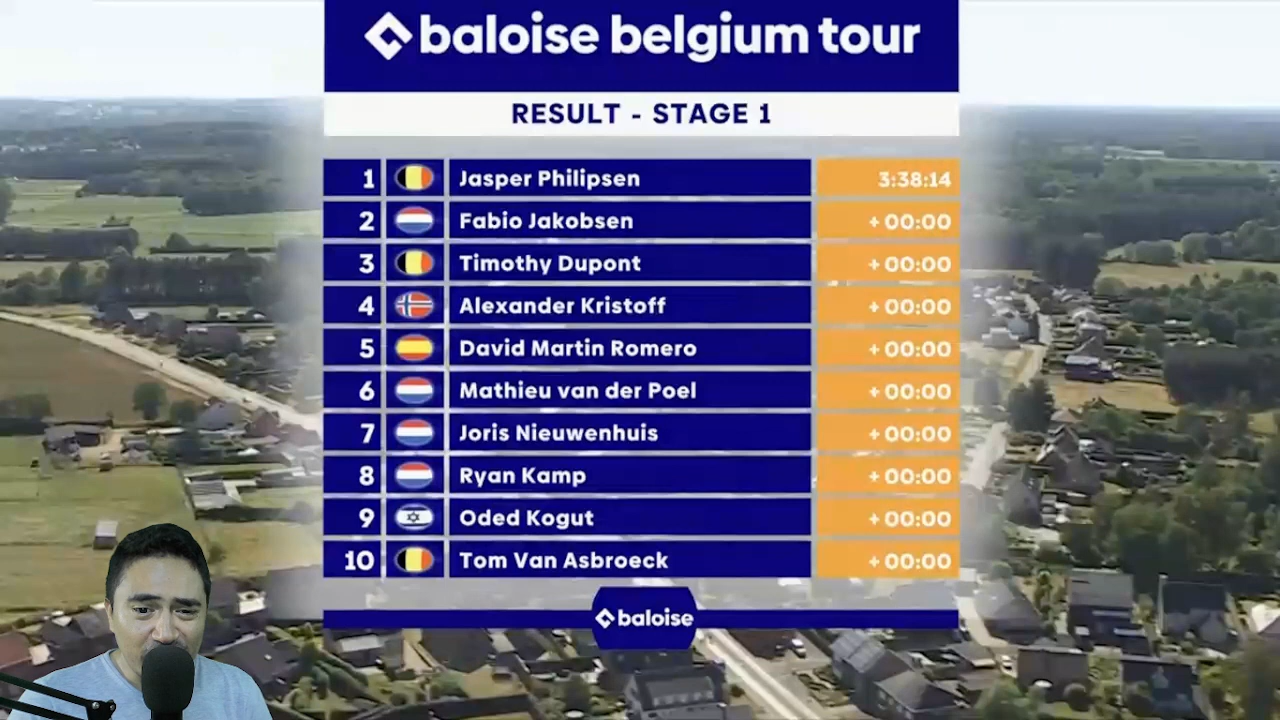 baloise belgium tour
RESULT - STAGE 1
1 Jasper Philipsen 3:38:14
2 Fabio Jakobsen + 00:00
3 Timothy Dupont + 00:00
4 Alexander Kristoff + 00:00
5 David Martin Romero + 00:00
6 Mathieu van der Poel + 00:00
7 Joris Nieuwenhuis + 00:00
8 Ryan Kamp + 00:00
9 Oded Kogut + 00:00
10 Tom Van Asbroeck + 00:00
baloise